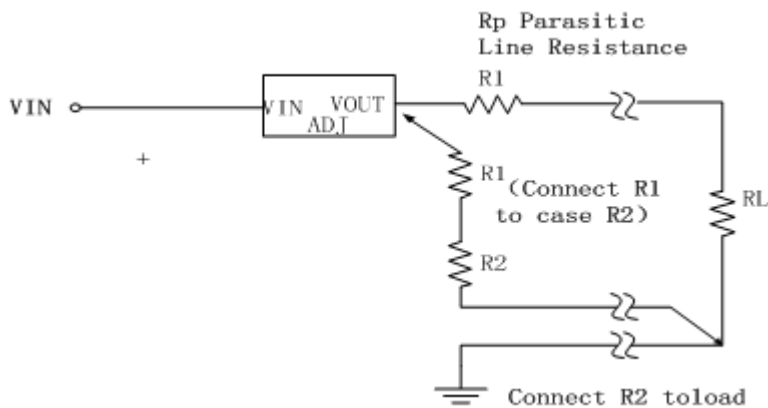 Rp Parasitic
Line Resistance
R1
VIN
VIN VOUT
ADJ
+
R1
(Connect R1
to case R2)
RL
R2
Connect R2 toload